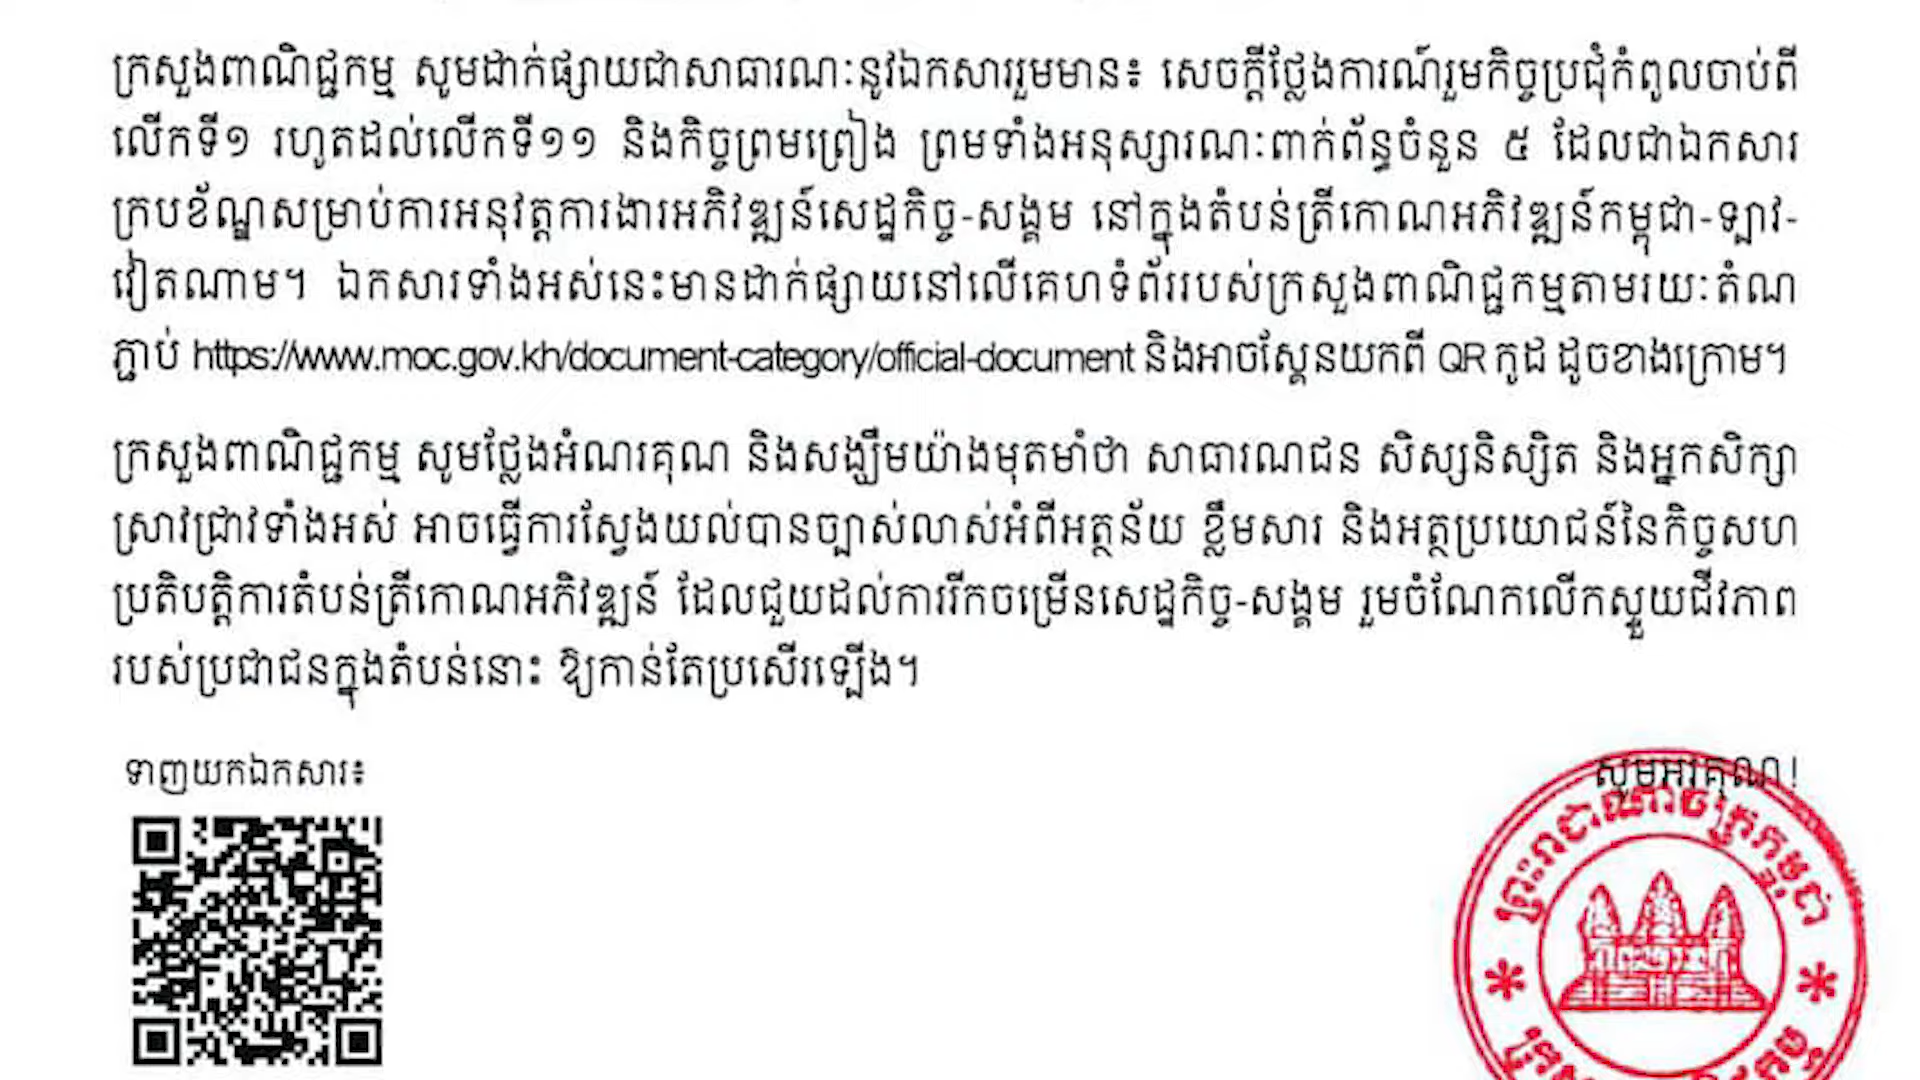 ក្រសួងពាណិជ្ជកម្ម សូមដាក់ផ្សាយជាសាធារណៈនូវឯកសាររួមមាន៖ សេចក្តីថ្លែងការណ៍រួមកិច្ចប្រជុំកំពូលចាប់ពី
លើកទី១ រហូតដល់លើកទី១១ និងកិច្ចព្រមព្រៀង ព្រមទាំងអនុស្សារណៈពាក់ព័ន្ធចំនួន ៥ ដែលជាឯកសារ
ក្របខ័ណ្ឌសម្រាប់ការអនុវត្តការងារអភិវឌ្ឍន៍សេដ្ឋកិច្ច-សង្គម នៅក្នុងតំបន់ត្រីកោណអភិវឌ្ឍន៍កម្ពុជា-ឡាវ-
វៀតណាម។ ឯកសារទាំងអស់នេះមានដាក់ផ្សាយនៅលើគេហទំព័ររបស់ក្រសួងពាណិជ្ជកម្មតាមរយៈតំណ
ភ្ជាប់ https://www.moc.gov.kh/document-category/official-document និងអាចស្កែនយកពី QR កូដ ដូចខាងក្រោម។
ក្រសួងពាណិជ្ជកម្ម សូមថ្លែងអំណរគុណ និងសង្ឃឹមយ៉ាងមុតមាំថា សាធារណជន សិស្សនិស្សិត និងអ្នកសិក្សា
ស្រាវជ្រាវទាំងអស់ អាចធ្វើការស្វែងយល់បានច្បាស់លាស់អំពីអត្ថន័យ ខ្លឹមសារ និងអត្ថប្រយោជន៍នៃកិច្ចសហ
ប្រតិបត្តិការតំបន់ត្រីកោណអភិវឌ្ឍន៍ ដែលជួយដល់ការរីកចម្រើនសេដ្ឋកិច្ច-សង្គម រួមចំណែកលើកស្ទួយជីវភាព
របស់ប្រជាជនក្នុងតំបន់នោះ ឱ្យកាន់តែប្រសើរឡើង។
ទាញយកឯកសារ៖
សូមអរគុណ!
ព្រះរាជាណាចក្រកម្ពុជា